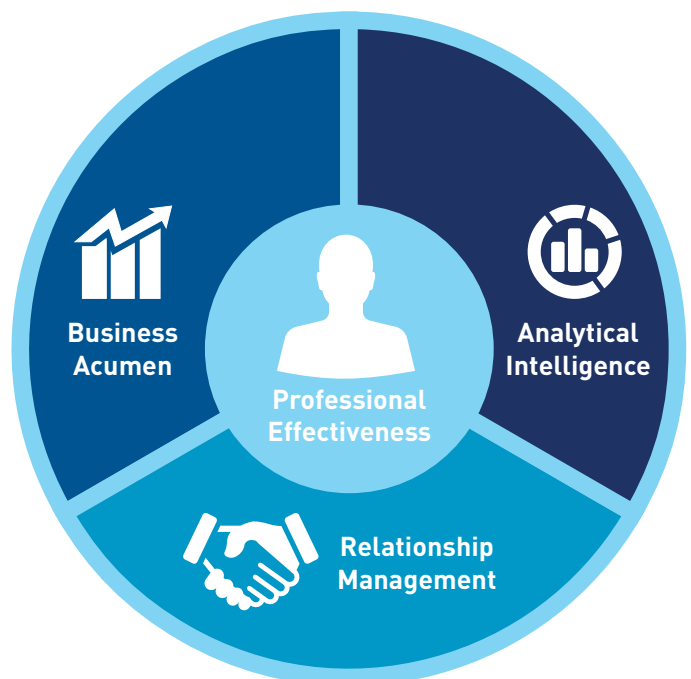 Business
Acumen
Analytical
Intelligence
Professional
Effectiveness
Relationship
Management